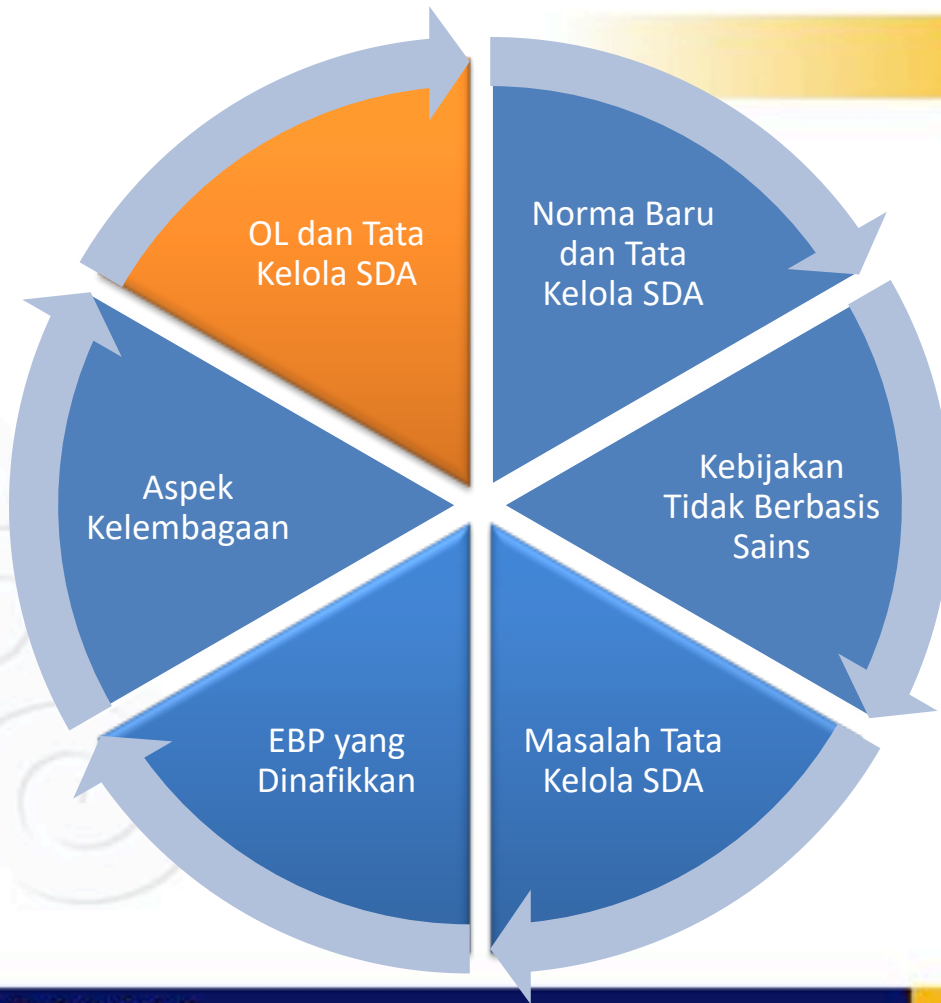 Norma Baru
dan Tata
Kelola SDA
Kebijakan
Tidak Berbasis
Sains
Masalah Tata
Kelola SDA
EBP yang
Dinafikkan
Aspek
Kelembagaan
OL dan Tata
Kelola SDA